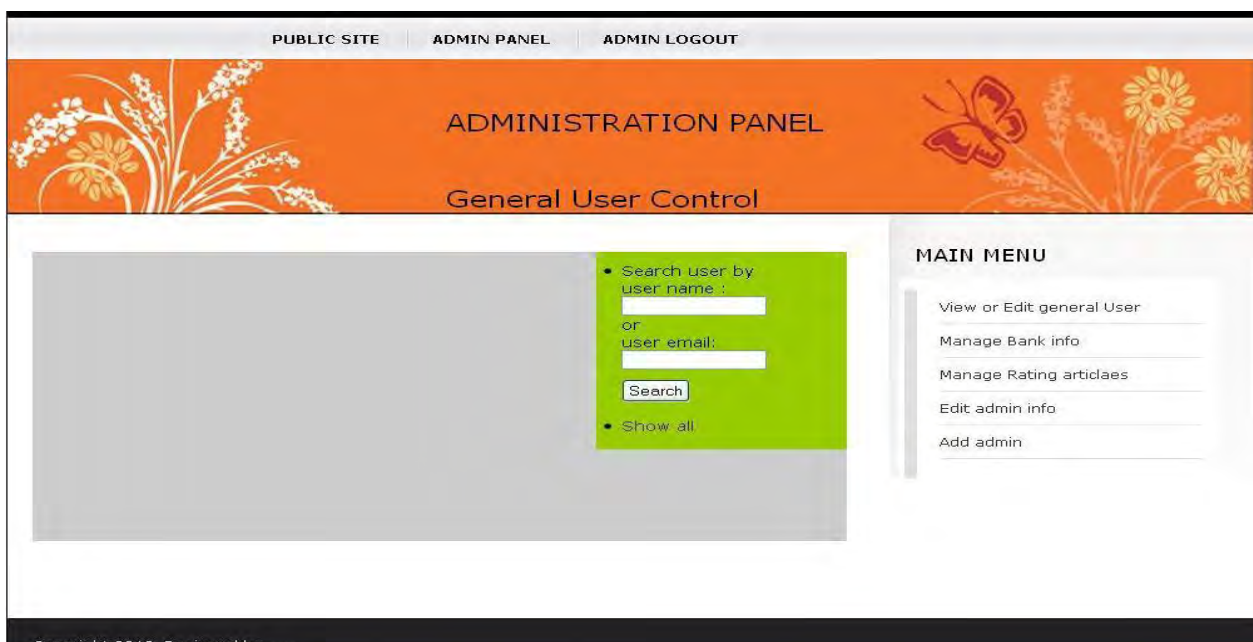 PUBLIC SITE ADMIN PANEL ADMIN LOGOUT
ADMINISTRATION PANEL
General User Control
Search user by
user name :
or
user email:
Search
Show all
MAIN MENU
View or Edit general User
Manage Bank info
Manage Rating articlaes
Edit admin info
Add admin